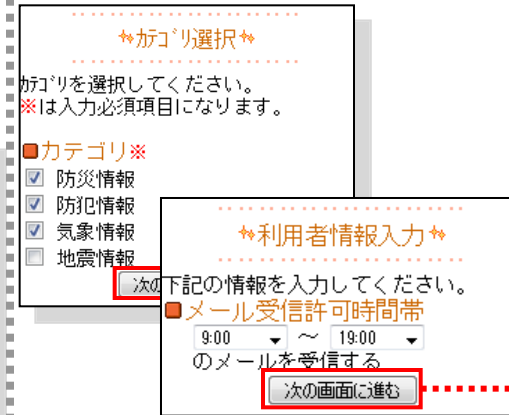 ｶﾃｺﾞﾘ選択
ｶﾃｺﾞﾘを選択してください。
※は入力必須項目になります。
■カテゴリ※
防災情報
防犯情報
気象情報
地震情報
次の
利用者情報入力
下記の情報を入力してください。
■メール受信許可時間帯
9:00 ～ 19:00
のメールを受信する
次の画面に進む